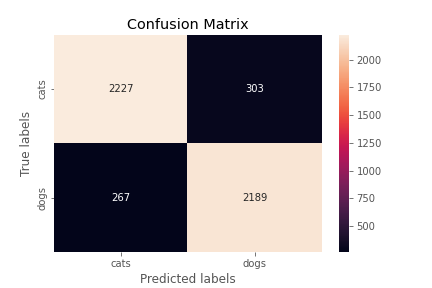 Confusion Matrix
cats
dogs
True labels
2227
303
267
2189
cats
dogs
Predicted labels
2000
1750
1500
1250
1000
750
500